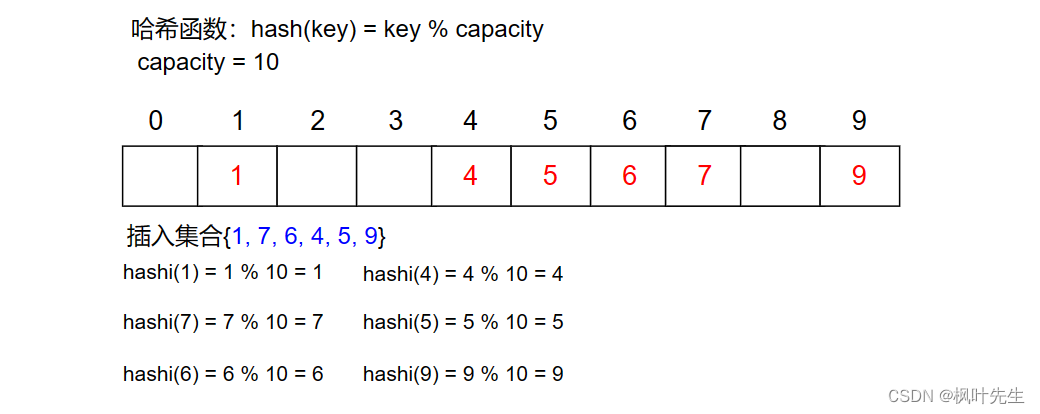 哈希函数：hash(key) = key % capacity
capacity = 10
0 1 2 3 4 5 6 7 8 9
1 4 5 6 7 9
插入集合{1, 7, 6, 4, 5, 9}
hashi(1) = 1 % 10 = 1 hashi(4) = 4 % 10 = 4
hashi(7) = 7 % 10 = 7 hashi(5) = 5 % 10 = 5
hashi(6) = 6 % 10 = 6 hashi(9) = 9 % 10 = 9
CSDN @枫叶先生